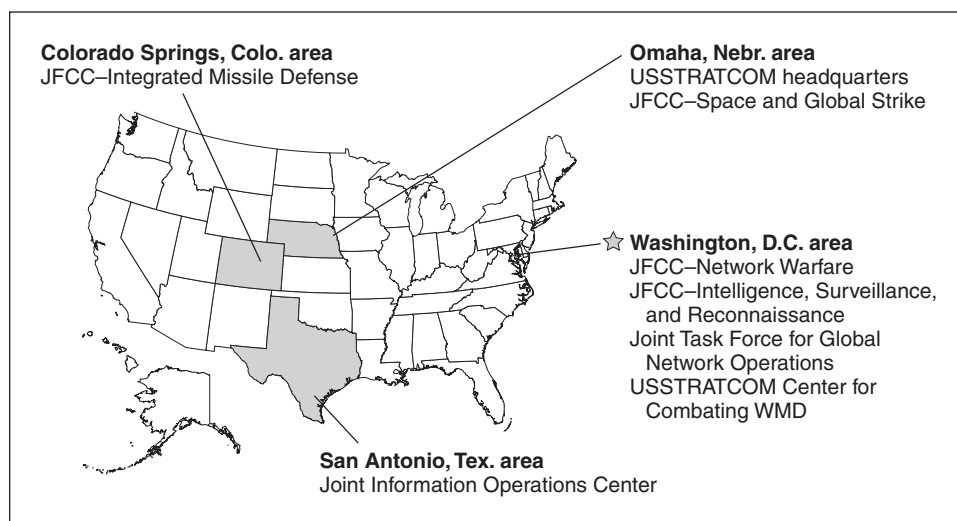 Colorado Springs, Colo. area
JFCC–Integrated Missile Defense
Omaha, Nebr. area
USSTRATCOM headquarters
JFCC–Space and Global Strike
Washington, D.C. area
JFCC–Network Warfare
JFCC–Intelligence, Surveillance,
and Reconnaissance
Joint Task Force for Global
Network Operations
USSTRATCOM Center for
Combating WMD
San Antonio, Tex. area
Joint Information Operations Center